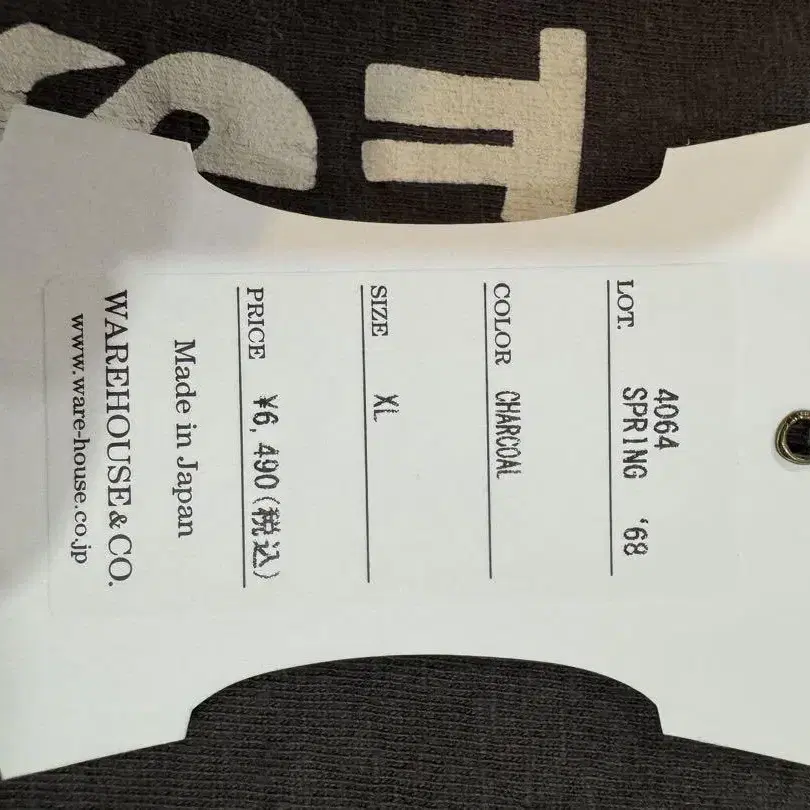 LOT. 4064
SPRING '68
COLOR CHARCOAL
SIZE XL
PRICE ¥6,490(税込)
Made in Japan
WAREHOUSE&CO.
www.ware-house.co.jp